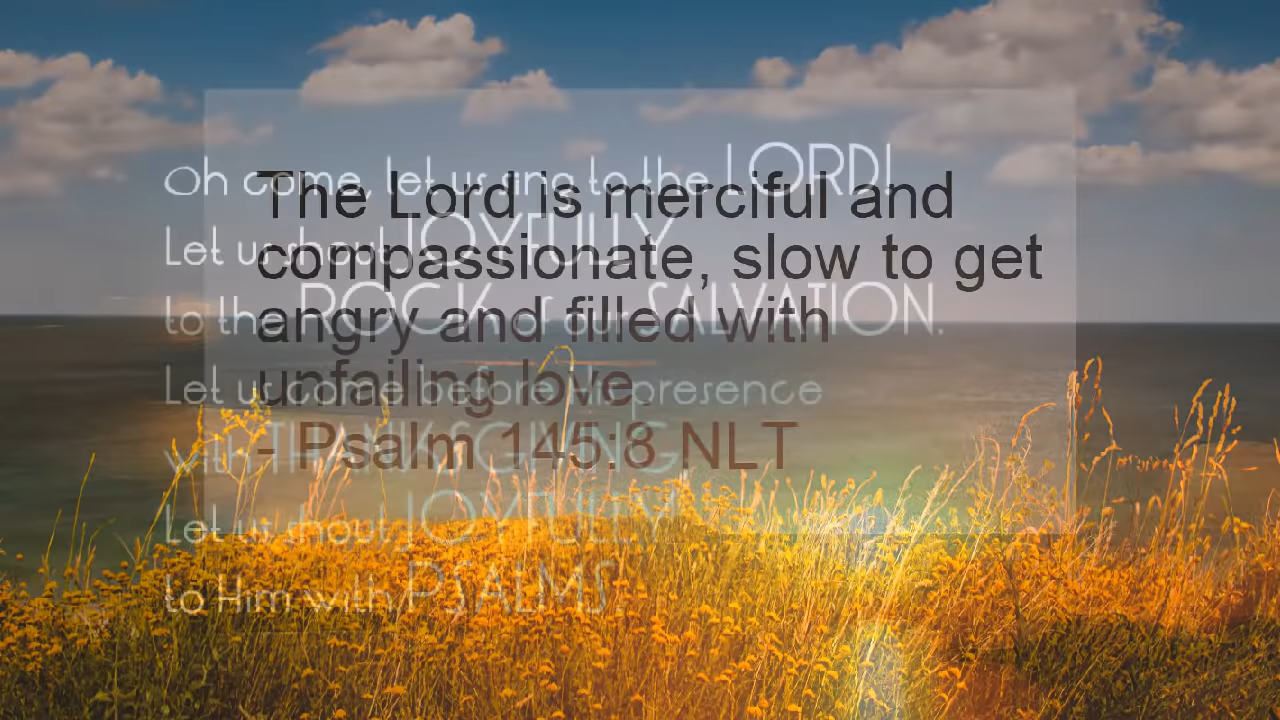 Oh come, let us sing to the LORD!
Let us shout JOYFULLY
to the ROCK of our SALVATION.
Let us come before His presence
with THANKSGIVING
Let us shout JOYFULLY
to Him with PSALMS.
The Lord is merciful and
compassionate, slow to get
angry and filled with
unfailing love.
- Psalm 145:8 NLT